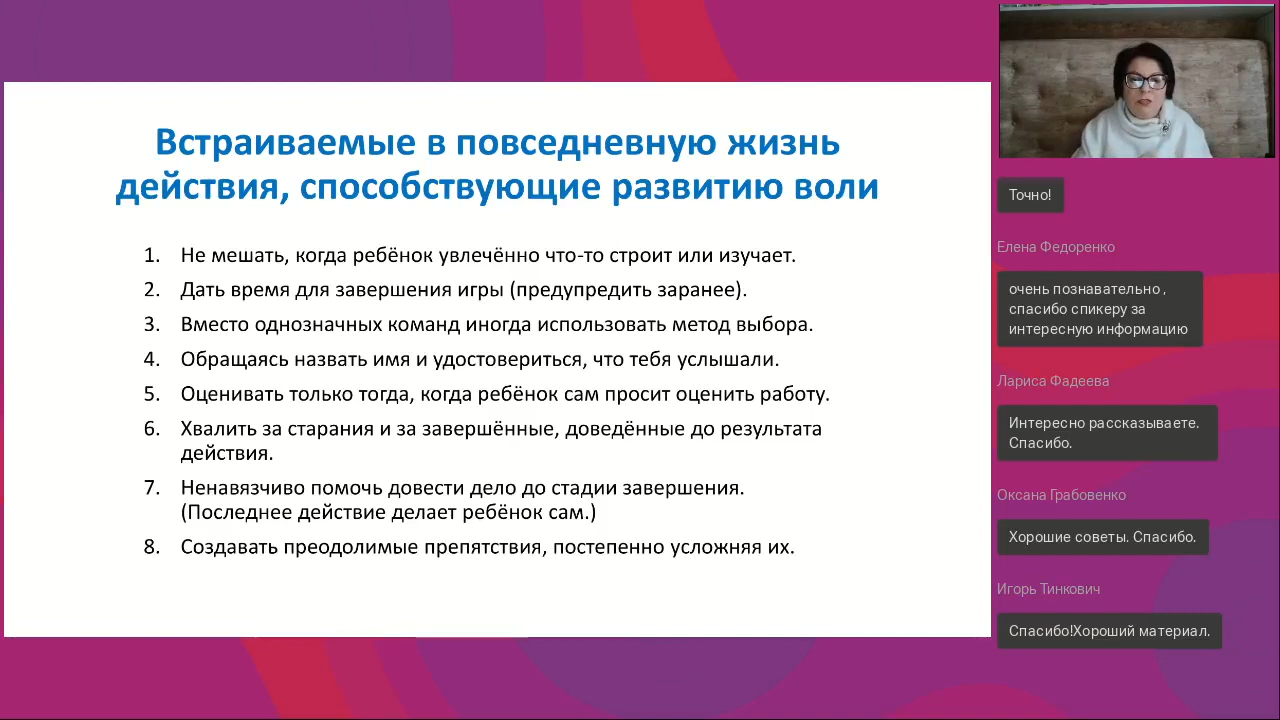 Встраиваемые в повседневную жизнь
действия, способствующие развитию воли
1. Не мешать, когда ребёнок увлечённо что-то строит или изучает.
2. Дать время для завершения игры (предупредить заранее).
3. Вместо однозначных команд иногда использовать метод выбора.
4. Обращаясь назвать имя и удостовериться, что тебя услышали.
5. Оценивать только тогда, когда ребёнок сам просит оценить работу.
6. Хвалить за старания и за завершённые, доведённые до результата
действия.
7. Ненавязчиво помочь довести дело до стадии завершения.
(Последнее действие делает ребёнок сам.)
8. Создавать преодолимые препятствия, постепенно усложняя их.
Точно!
Елена Федоренко
очень познавательно ,
спасибо спикеру за
интересную информацию
Лариса Фадеева
Интересно рассказываете.
Спасибо.
Оксана Грабовенко
Хорошие советы. Спасибо.
Игорь Тинкович
Спасибо!Хороший материал.